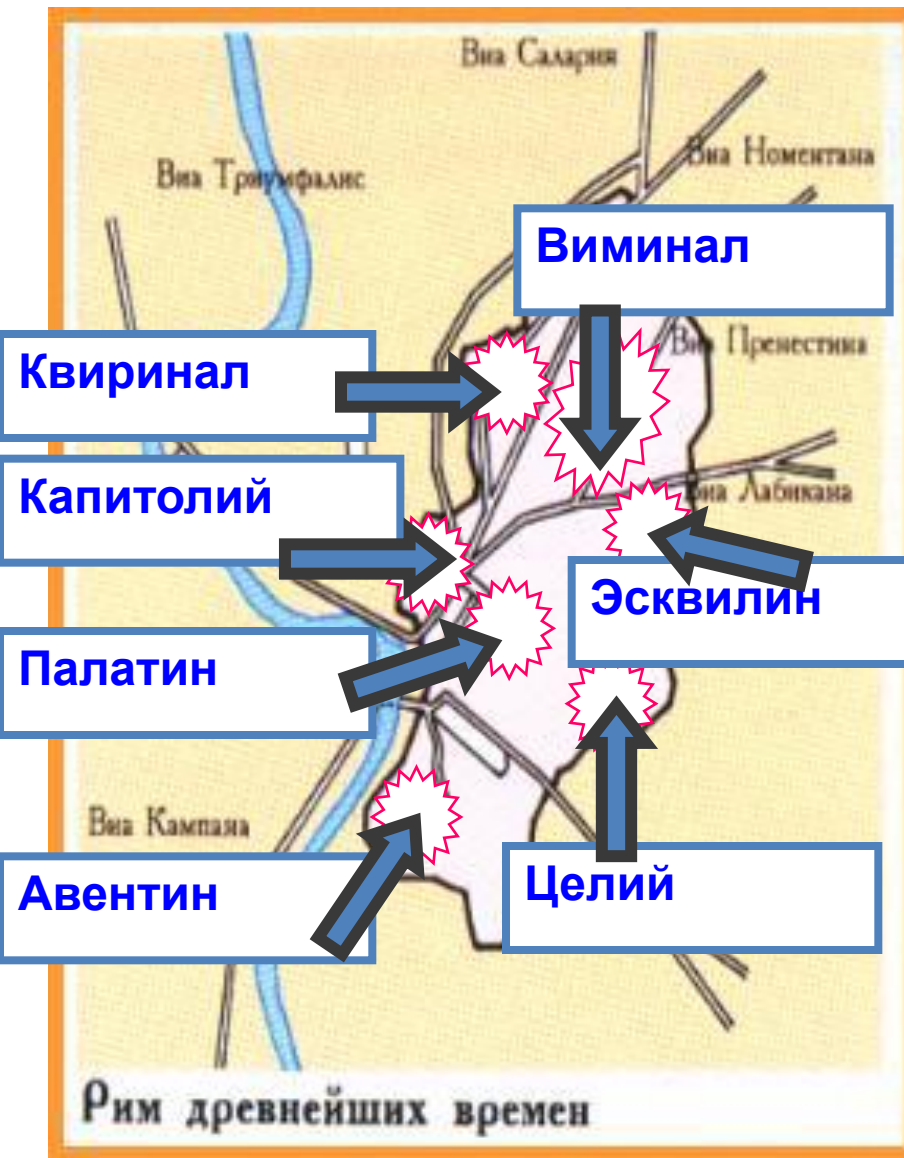 Виа Салария
Виа Номентана
Виа Триумфалис
Виминал
Виа Пренестина
Квиринал
Капитолий
Виа Лабикана
Эсквилин
Палатин
Виа Кампана
Авентин
Целий
Рим древнейших времен